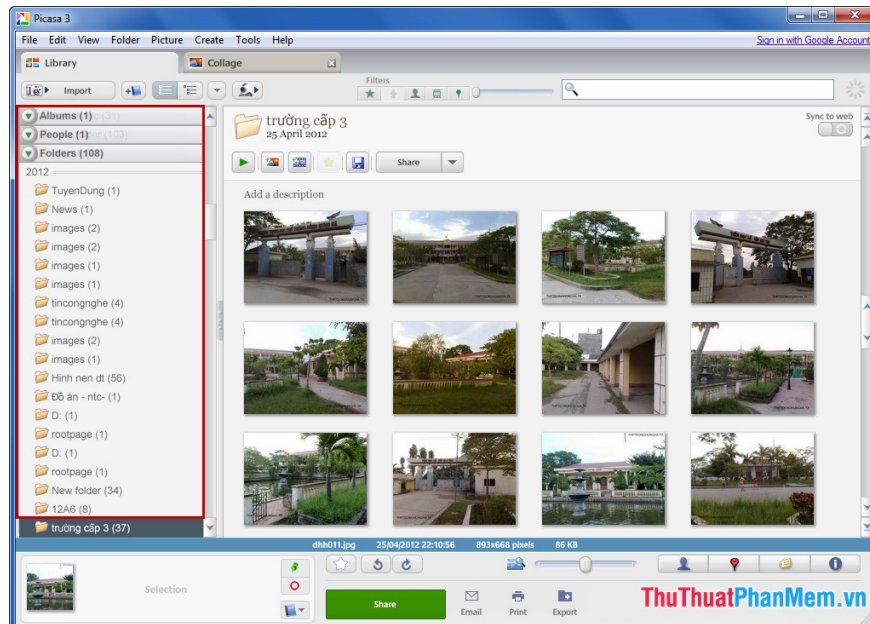 Picasa 3
File Edit View Folder Picture Create Tools Help
Sign in with Google Account
Library
Collage
Import
Filters
Albums (1)
People (1)
Folders (108)
2012
TuyenDung (1)
News (1)
images (2)
images (2)
images (1)
images (1)
tincongnghe (4)
tincongnghe (4)
images (2)
images (1)
Hinh nen dt (56)
Đồ án - ntc- (1)
D: (1)
rootpage (1)
D: (1)
rootpage (1)
New folder (34)
12A6 (8)
trường cấp 3 (37)
trường cấp 3
25 April 2012
Sync to web
Share
Add a description
dhh011.jpg 25/04/2012 22:10:56 893x668 pixels 86 KB
Selection
Share
Email
Print
Export
ThuThuatPhanMem.vn